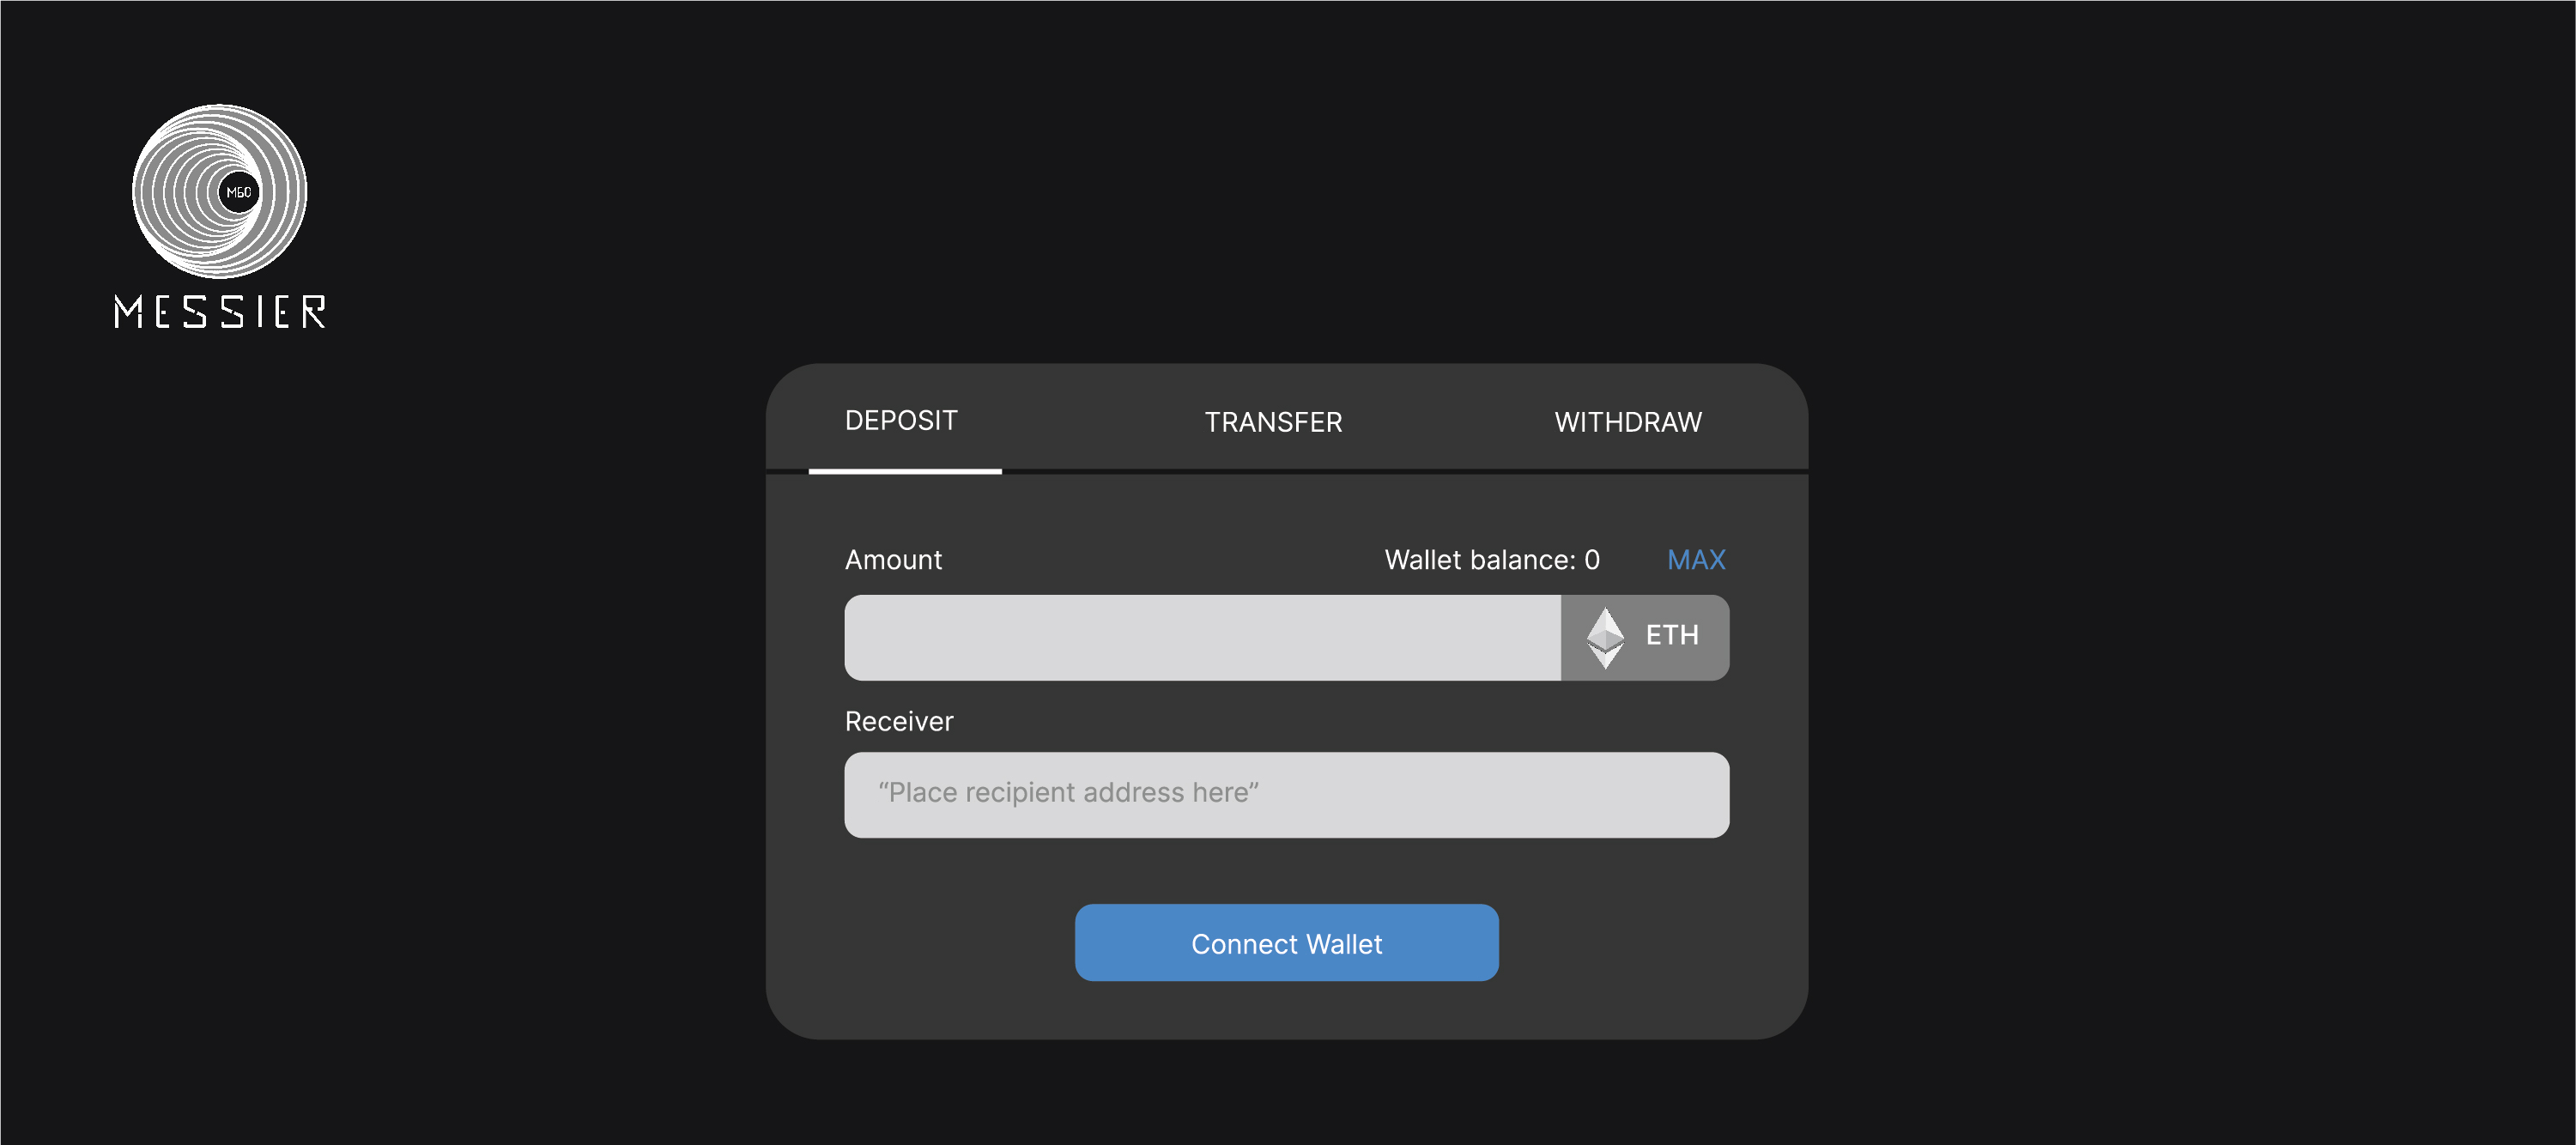 M60
MESSIER
DEPOSIT TRANSFER WITHDRAW
Amount Wallet balance: 0 MAX
ETH
Receiver
“Place recipient address here”
Connect Wallet